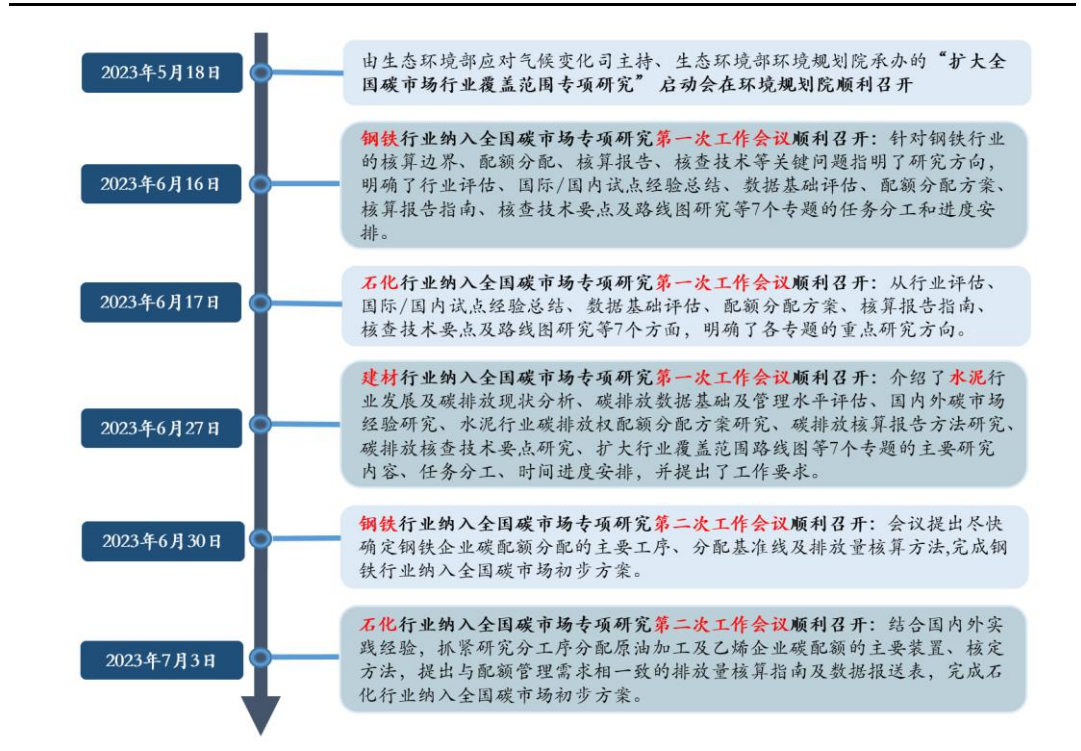 2023年5月18日
由生态环境部应对气候变化司主持、生态环境部环境规划院承办的“扩大全
国碳市场行业覆盖范围专项研究” 启动会在环境规划院顺利召开
2023年6月16日
钢铁行业纳入全国碳市场专项研究第一次工作会议顺利召开：针对钢铁行业
的核算边界、配额分配、核算报告、核查技术等关键问题指明了研究方向，
明确了行业评估、国际/国内试点经验总结、数据基础评估、配额分配方案、
核算报告指南、核查技术要点及路线图研究等7个专题的任务分工和进度安
排。
2023年6月17日
石化行业纳入全国碳市场专项研究第一次工作会议顺利召开：从行业评估、
国际/国内试点经验总结、数据基础评估、配额分配方案、核算报告指南、
核查技术要点及路线图研究等7个方面，明确了各专题的重点研究方向。
2023年6月27日
建材行业纳入全国碳市场专项研究第一次工作会议顺利召开：介绍了水泥行
业发展及碳排放现状分析、碳排放数据基础及管理水平评估、国内外碳市场
经验研究、水泥行业碳排放权配额分配方案研究、碳排放核算报告方法研究、
碳排放核查技术要点研究、扩大行业覆盖范围路线图等7个专题的主要研究
内容、任务分工、时间进度安排，并提出了工作要求。
2023年6月30日
钢铁行业纳入全国碳市场专项研究第二次工作会议顺利召开：会议提出尽快
确定钢铁企业碳配额分配的主要工序、分配基准线及排放量核算方法,完成钢
铁行业纳入全国碳市场初步方案。
2023年7月3日
石化行业纳入全国碳市场专项研究第二次工作会议顺利召开：结合国内外实
践经验，抓紧研究分工序分配原油加工及乙烯企业碳配额的主要装置、核定
方法，提出与配额管理需求相一致的排放量核算指南及数据报送表，完成石
化行业纳入全国碳市场初步方案。